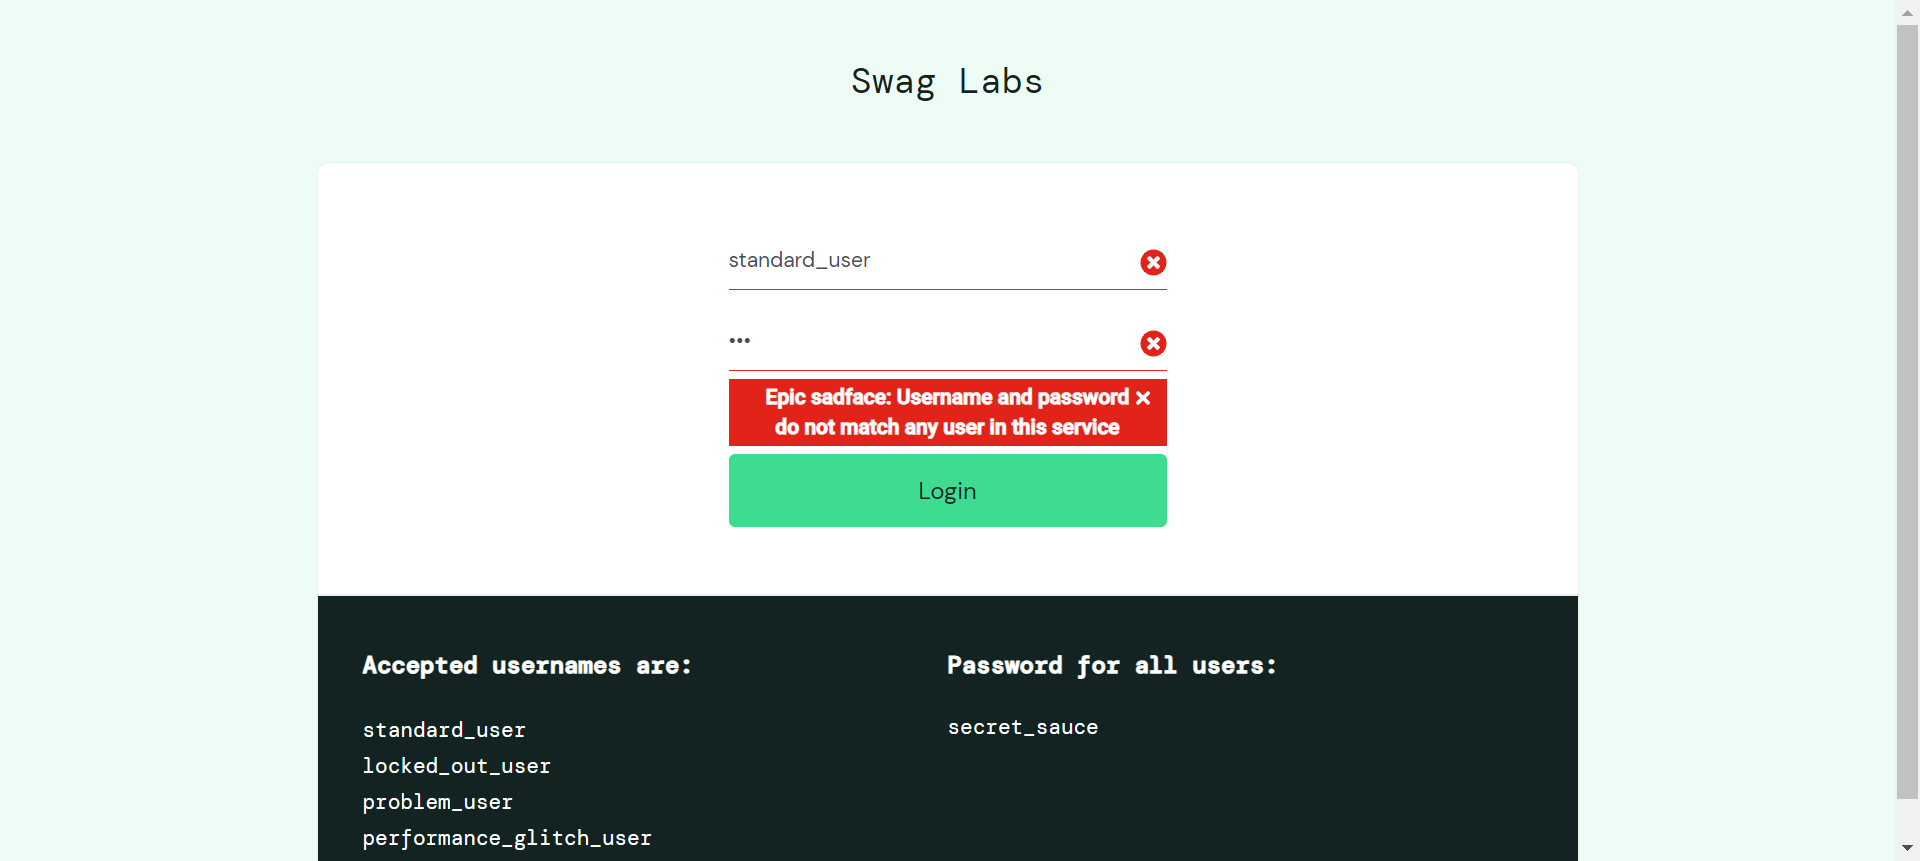 Swag Labs
standard_user
•••
Epic sadface: Username and password
do not match any user in this service
Login
Accepted usernames are:
standard_user
locked_out_user
problem_user
performance_glitch_user
Password for all users:
secret_sauce